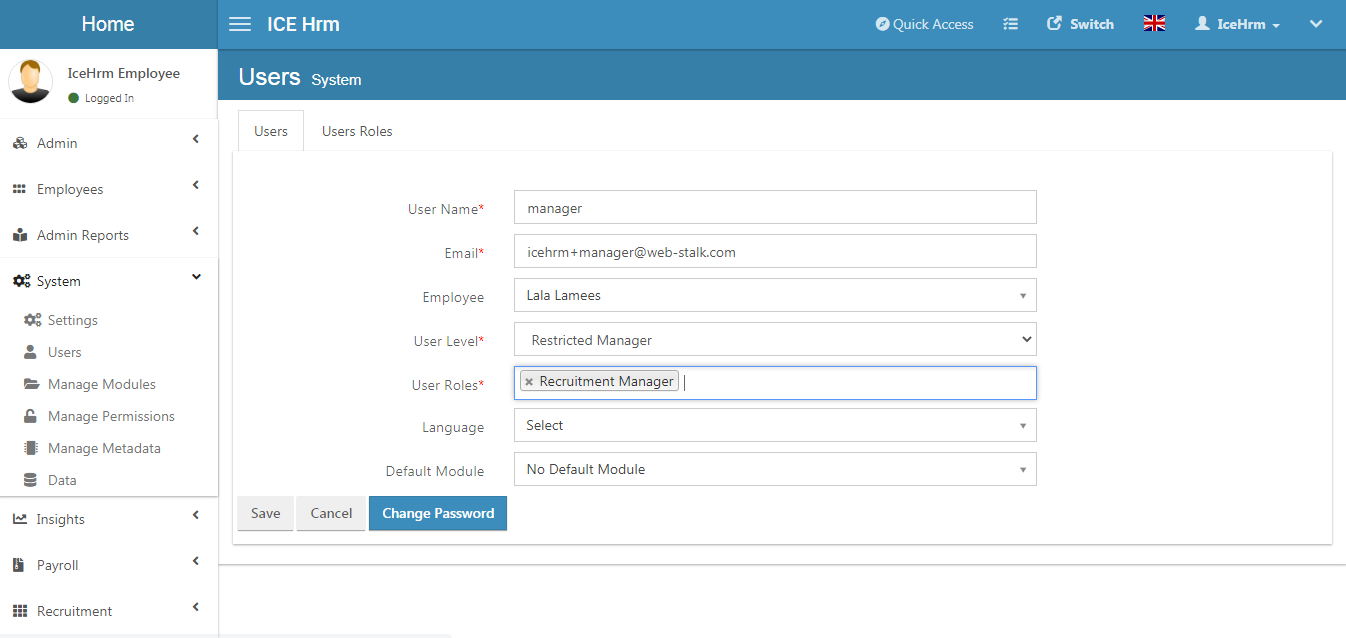 Home
ICE Hrm
Quick Access
Switch
IceHrm
IceHrm Employee
Logged In
Users System
Admin
Employees
Admin Reports
System
Settings
Users
Manage Modules
Manage Permissions
Manage Metadata
Data
Insights
Payroll
Recruitment
Users
Users Roles
User Name* manager
Email* icehrm+manager@web-stalk.com
Employee Lala Lamees
User Level* Restricted Manager
User Roles* × Recruitment Manager
Language Select
Default Module No Default Module
Save Cancel Change Password